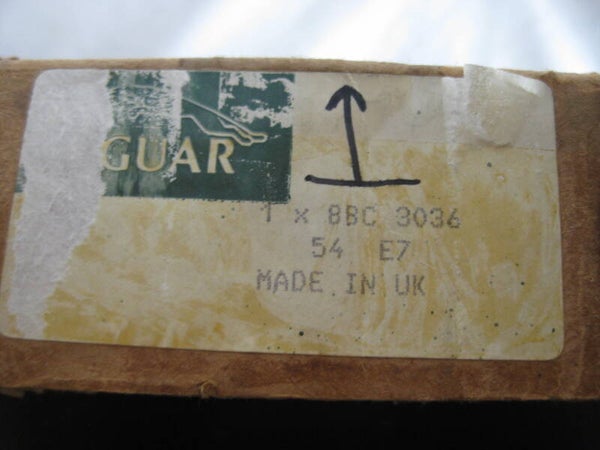 GUAR
1 x 8BC 3036
54 E7
MADE IN UK